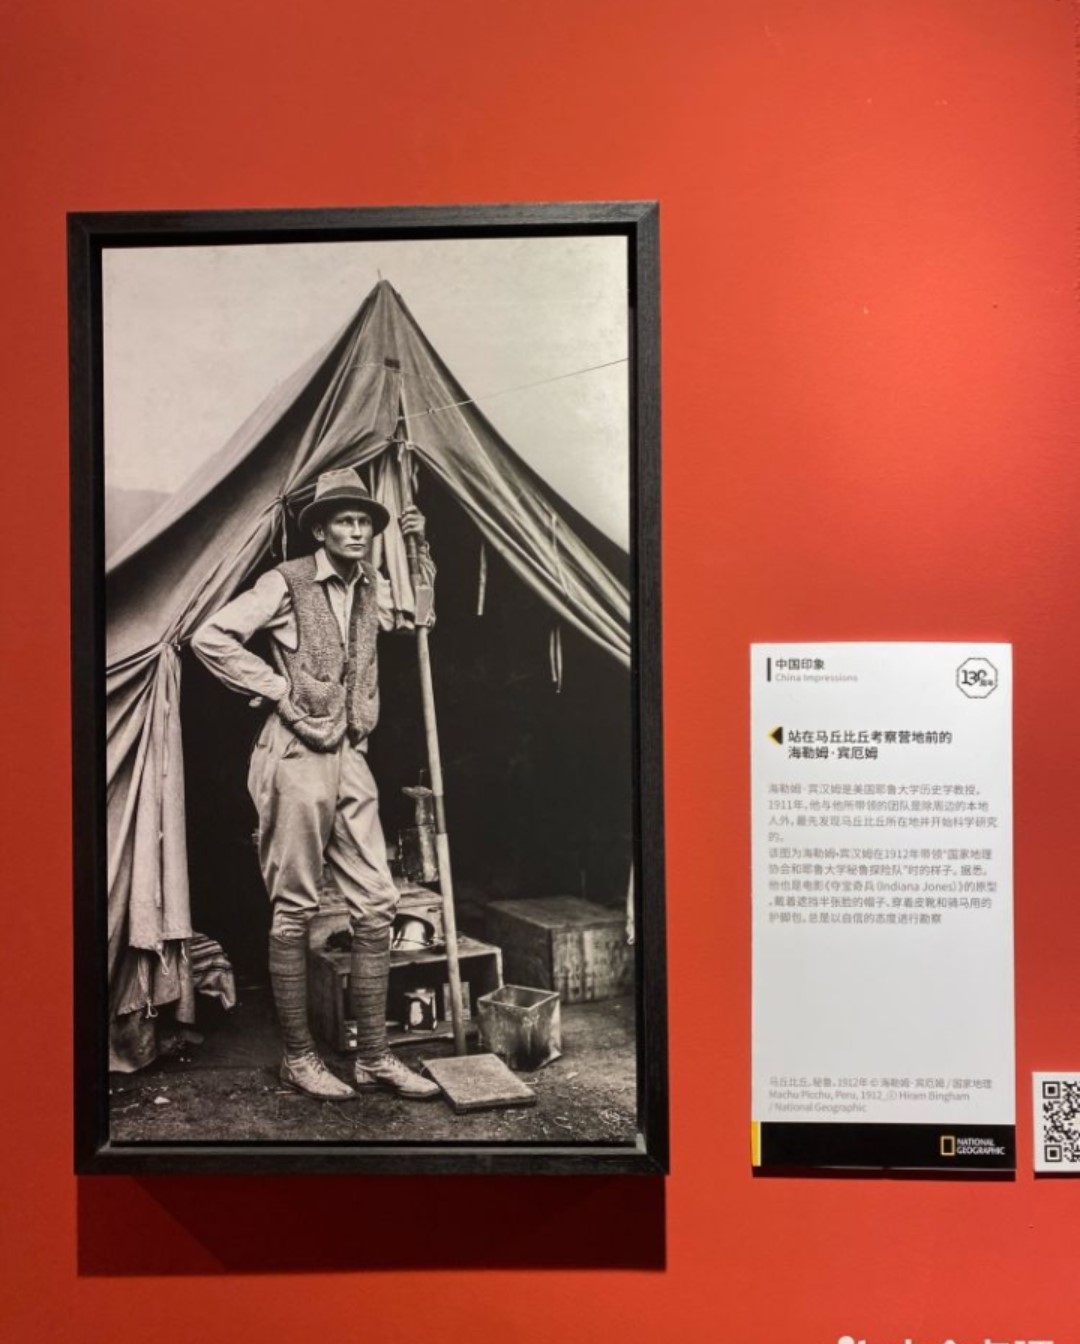 中国印象
China Impressions
130
周年
站在马丘比丘考察营地前的
海勒姆·宾厄姆
海勒姆·宾汉姆是美国耶鲁大学历史学教授。
1911年，他与他所带领的团队是除周边的本地
人外，最先发现马丘比丘所在地并开始科学研究
的。
该图为海勒姆·宾汉姆在1912年带领“国家地理
协会和耶鲁大学秘鲁探险队”时的样子。据悉，
他也是电影《夺宝奇兵（Indiana Jones）》的原型
，戴着遮挡半张脸的帽子、穿着皮靴和骑马用的
护脚包，总是以自信的态度进行勘察
马丘比丘，秘鲁，1912年 © 海勒姆·宾厄姆 / 国家地理
Machu Picchu, Peru, 1912_ⓒ Hiram Bingham
/ National Geographic
NATIONAL
GEOGRAPHIC